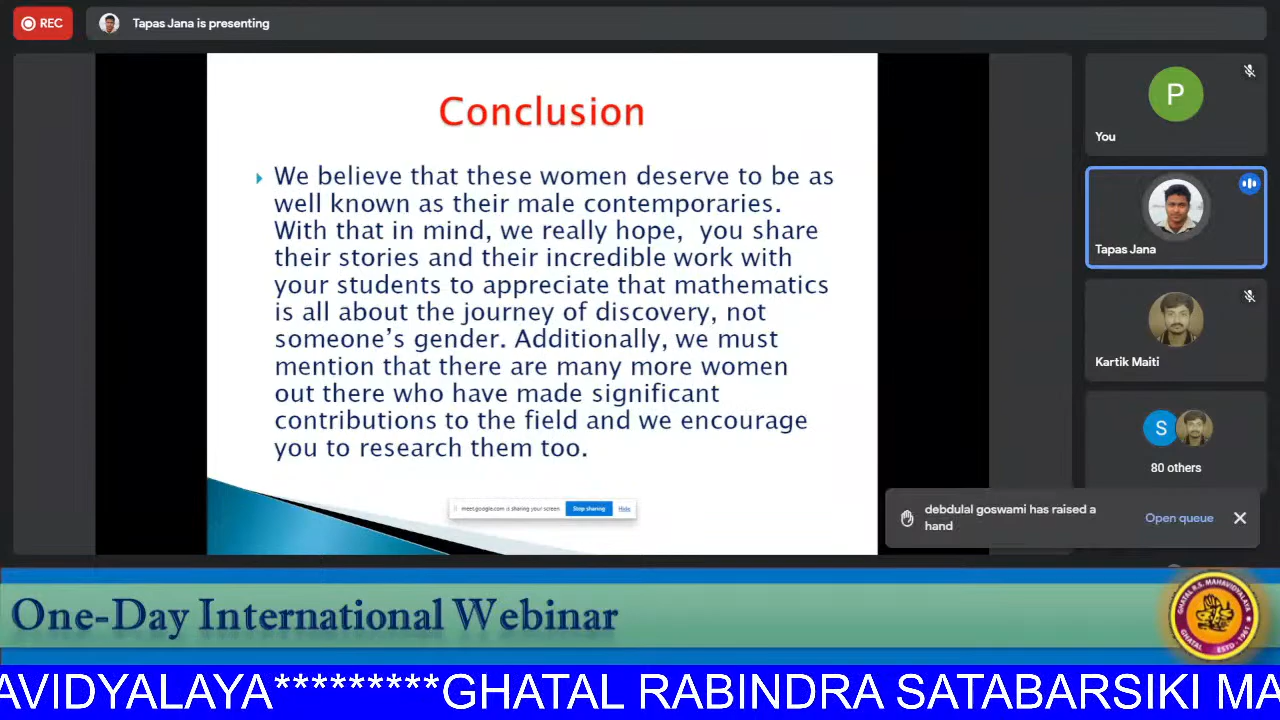 REC
Tapas Jana is presenting
Conclusion
We believe that these women deserve to be as
well known as their male contemporaries.
With that in mind, we really hope,  you share
their stories and their incredible work with
your students to appreciate that mathematics
is all about the journey of discovery, not
someone's gender. Additionally, we must
mention that there are many more women
out there who have made significant
contributions to the field and we encourage
you to research them too.
meet.google.com is sharing your screen
Stop sharing
Hide
P
You
Tapas Jana
Kartik Maiti
S
80 others
debdulal goswami has raised a
hand
Open queue
One-Day International Webinar
GHATAL R.S. MAHAVIDYALAYA
GHATAL
ESTD-1961
AVIDYALAYA*********GHATAL RABINDRA SATABARSIKI MA